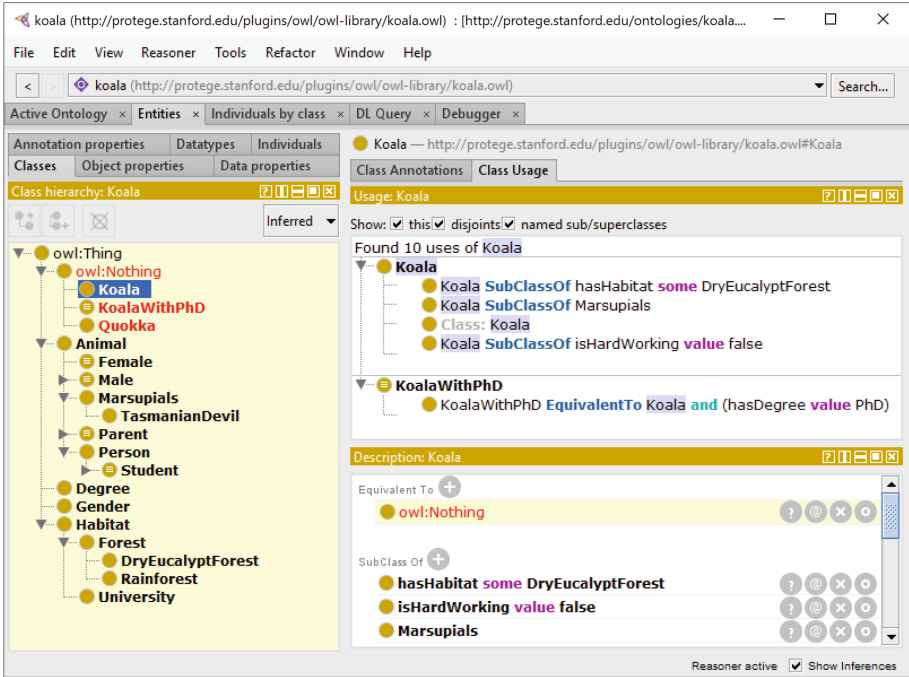 koala (http://protege.stanford.edu/plugins/owl/owl-library/koala.owl) : [http://protege.stanford.edu/ontologies/koala....
File Edit View Reasoner Tools Refactor Window Help
< > koala (http://protege.stanford.edu/plugins/owl/owl-library/koala.owl) Search...
Active Ontology × Entities × Individuals by class × DL Query × Debugger ×
Annotation properties Datatypes Individuals
Classes Object properties Data properties
Class hierarchy: Koala
Inferred
owl:Thing
owl:Nothing
Koala
KoalaWithPhD
Quokka
Animal
Female
Male
Marsupials
TasmanianDevil
Parent
Person
Student
Degree
Gender
Habitat
Forest
DryEucalyptForest
Rainforest
University
Koala — http://protege.stanford.edu/plugins/owl/owl-library/koala.owl#Koala
Class Annotations Class Usage
Usage: Koala
Show: this disjoints named sub/superclasses
Found 10 uses of Koala
Koala
Koala SubClassOf hasHabitat some DryEucalyptForest
Koala SubClassOf Marsupials
Class: Koala
Koala SubClassOf isHardWorking value false
KoalaWithPhD
KoalaWithPhD EquivalentTo Koala and (hasDegree value PhD)
Description: Koala
Equivalent To
owl:Nothing
SubClass Of
hasHabitat some DryEucalyptForest
isHardWorking value false
Marsupials
Reasoner active Show Inferences